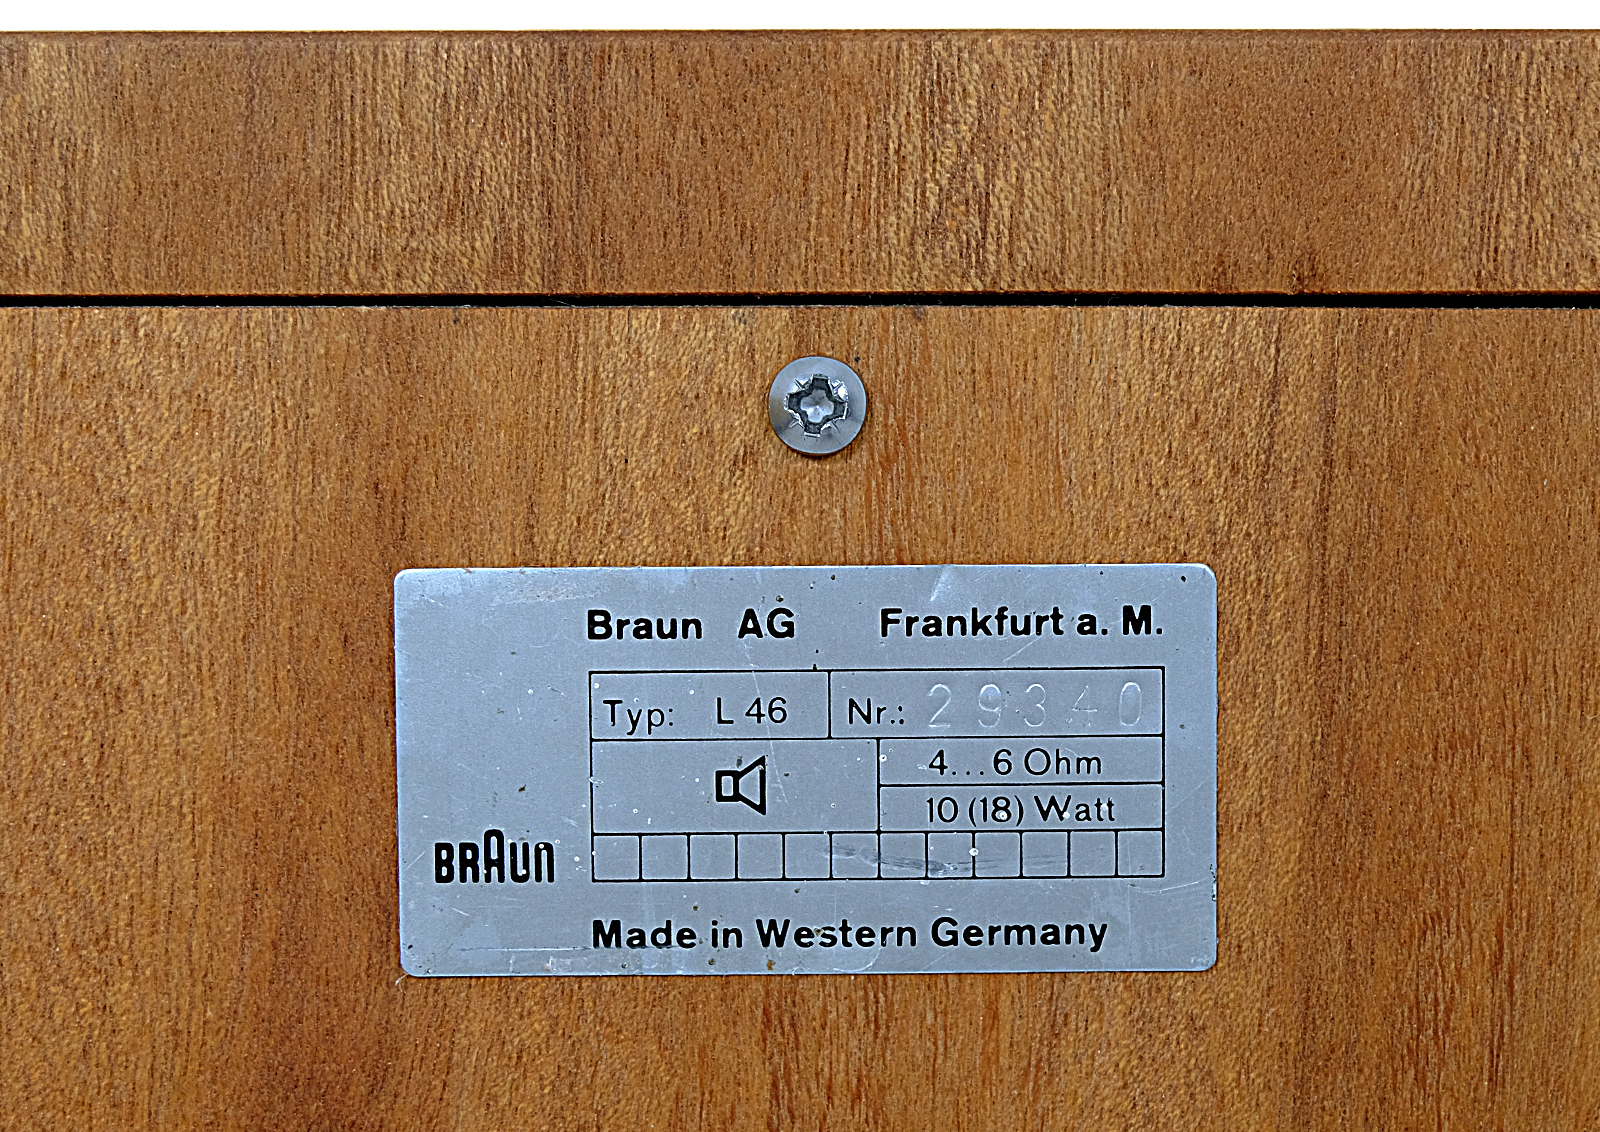 Braun AG Frankfurt a. M.
Typ: L 46 Nr.: 29340
4...6 Ohm
10 (18) Watt
BRAUN
Made in Western Germany